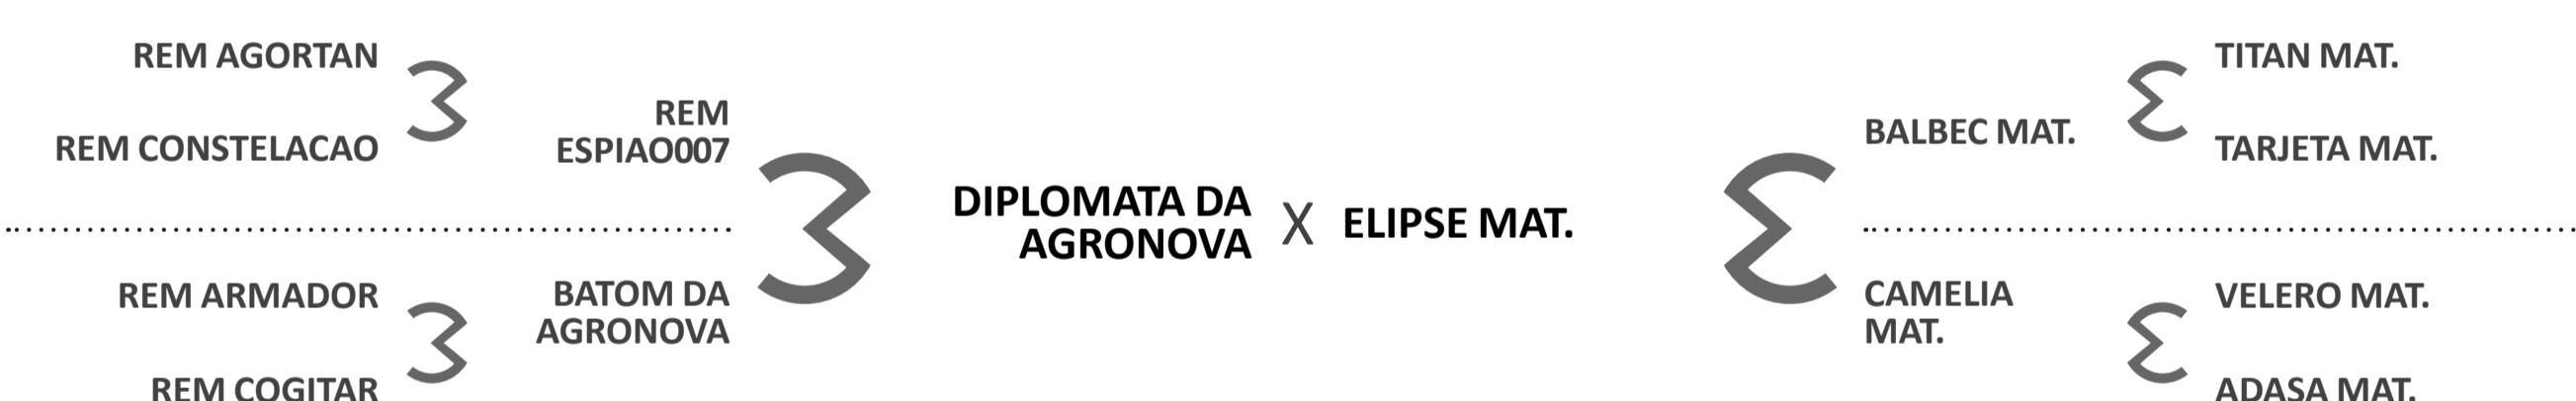 REM AGORTAN
REM CONSTELACAO
REM
ESPIAO007
REM ARMADOR
REM COGITAR
BATOM DA
AGRONOVA
DIPLOMATA DA
AGRONOVA
X
ELIPSE MAT.
BALBEC MAT.
TITAN MAT.
TARJETA MAT.
CAMELIA
MAT.
VELERO MAT.
ADASA MAT.